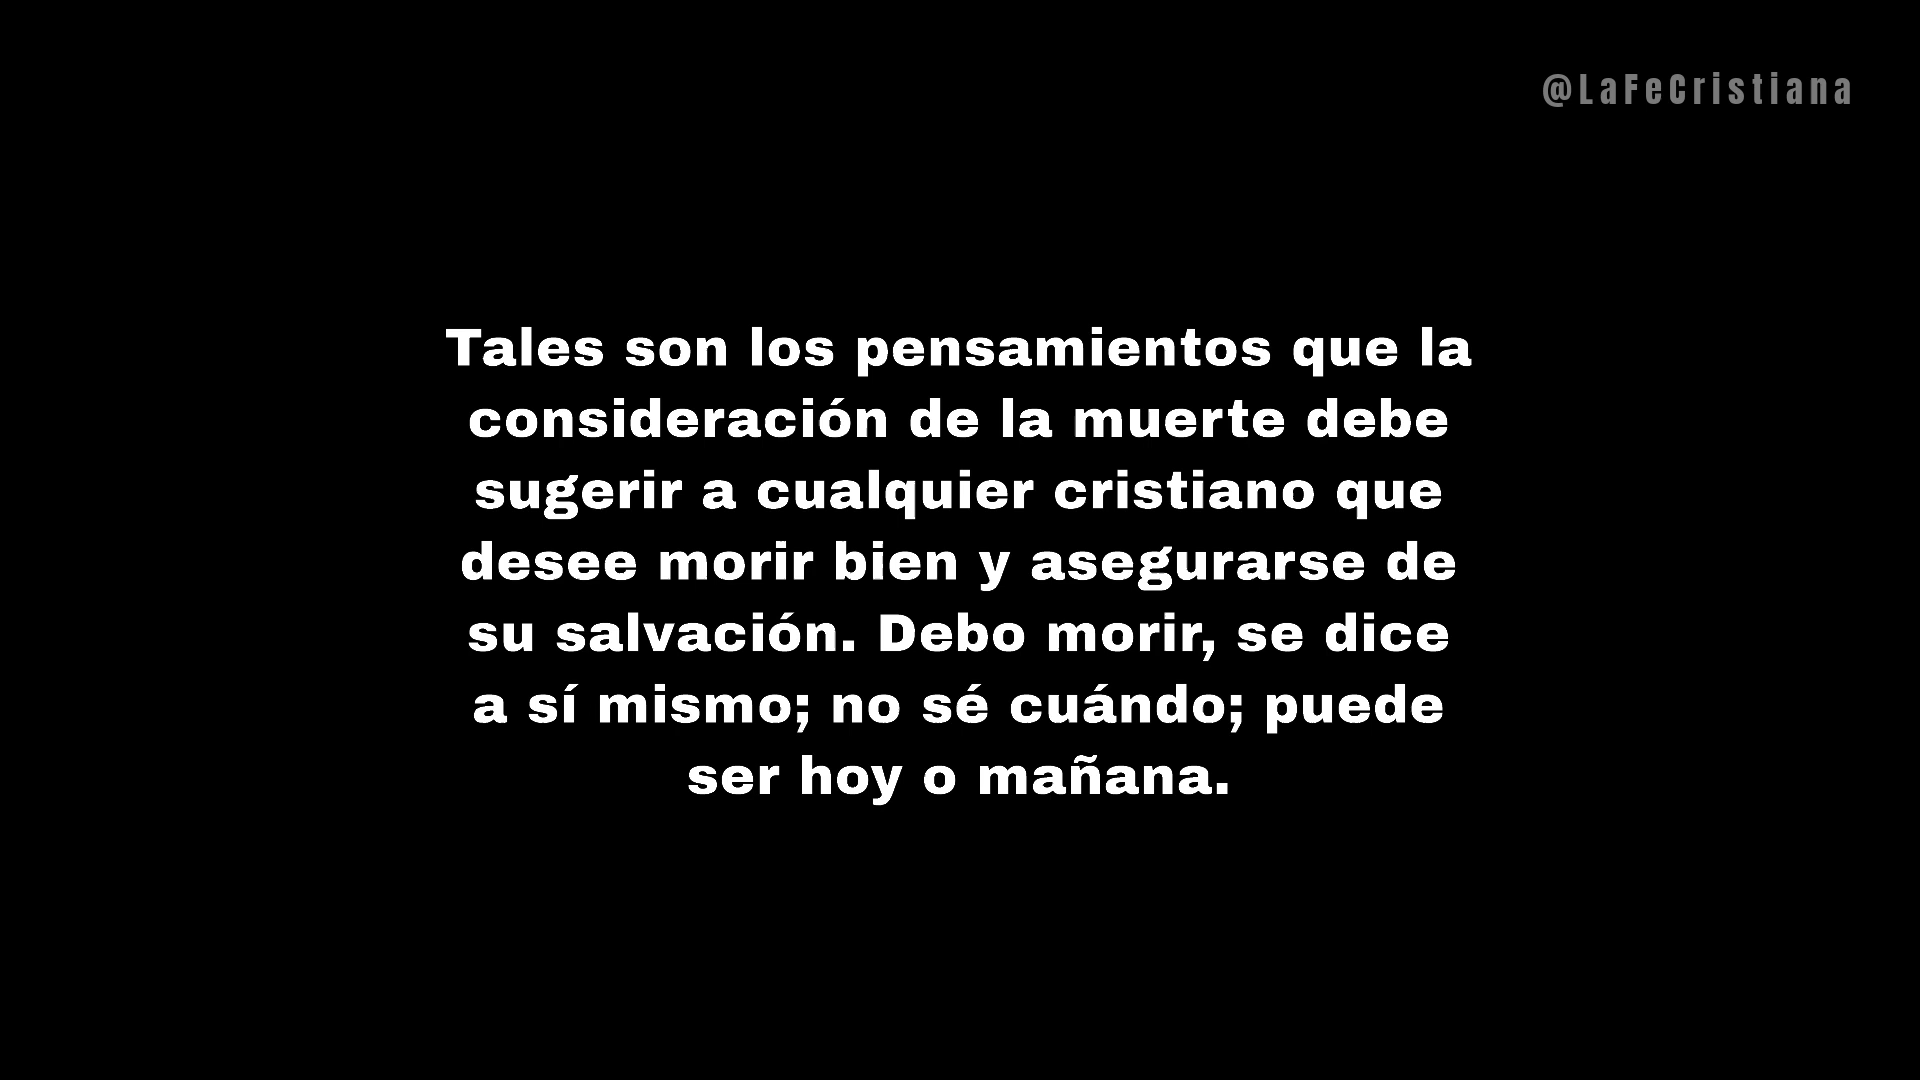 @LaFeCristiana
Tales son los pensamientos que la
consideración de la muerte debe
sugerir a cualquier cristiano que
desee morir bien y asegurarse de
su salvación. Debo morir, se dice
a sí mismo; no sé cuándo; puede
ser hoy o mañana.